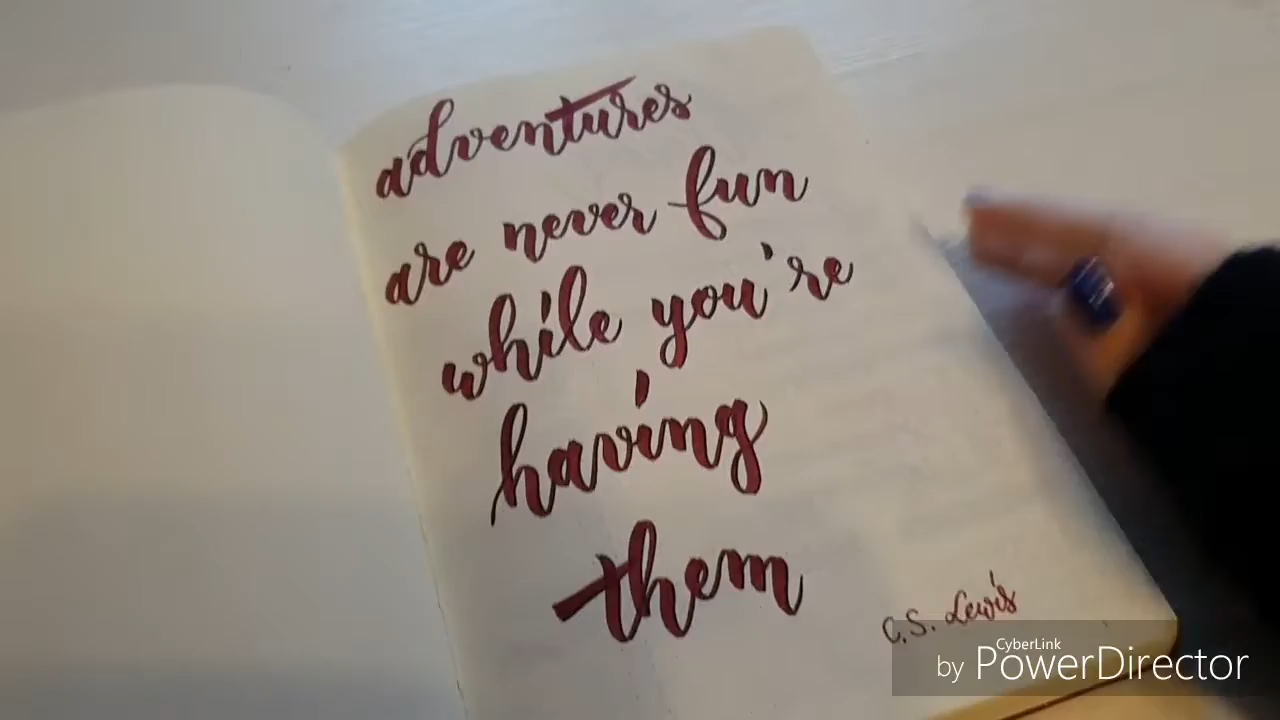 adventures
are never fun
while you're
having
them
C.S. Lewis
CyberLink
by PowerDirector